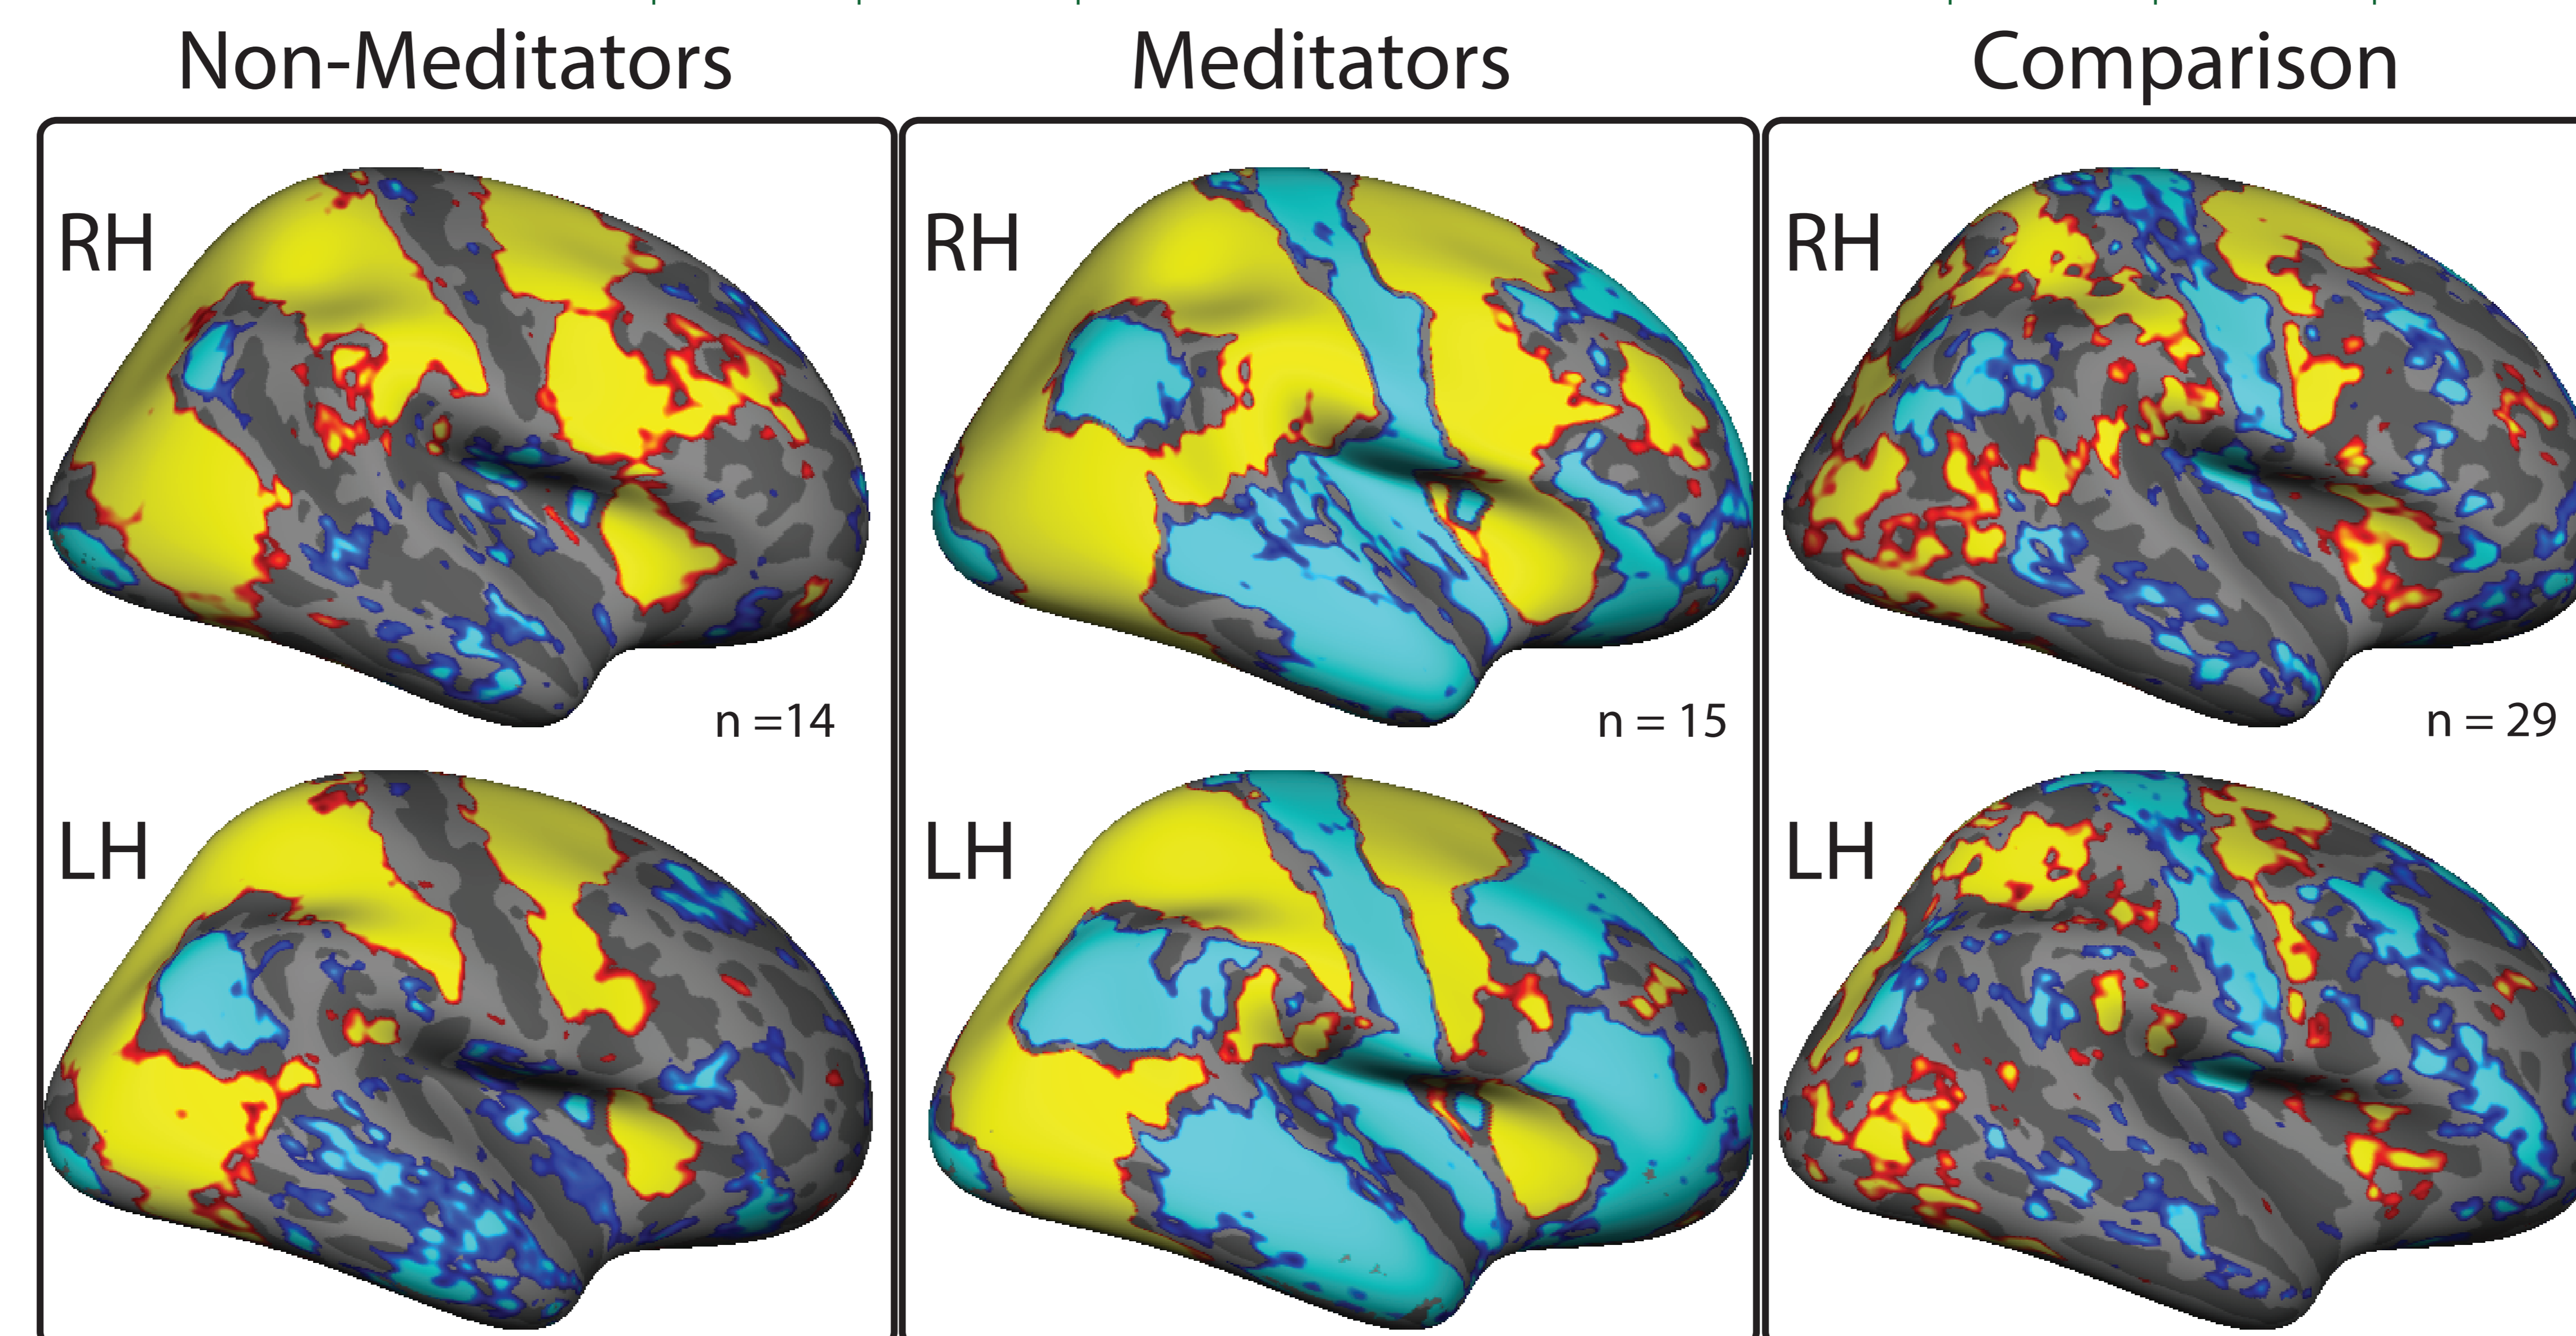 Non-Meditators
Meditators
Comparison
RH
RH
RH
n =14
n = 15
n = 29
LH
LH
LH